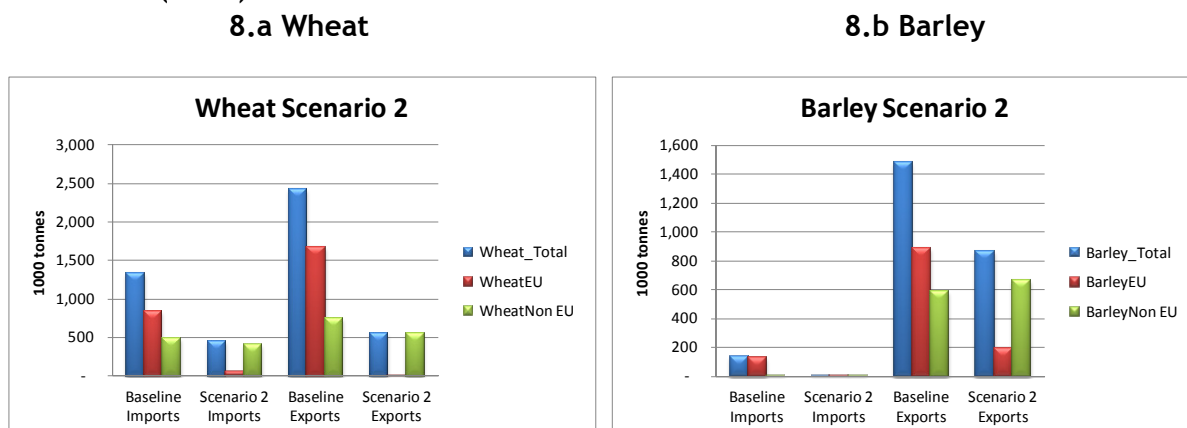 8.a Wheat
8.b Barley
Wheat Scenario 2
3,000
2,500
2,000
1,500
1,000
500
-
1000 tonnes
Baseline Imports
Scenario 2 Imports
Baseline Exports
Scenario 2 Exports
Wheat_Total
WheatEU
WheatNon EU
Barley Scenario 2
1,600
1,400
1,200
1,000
800
600
400
200
-
1000 tonnes
Baseline Imports
Scenario 2 Imports
Baseline Exports
Scenario 2 Exports
Barley_Total
BarleyEU
BarleyNon EU